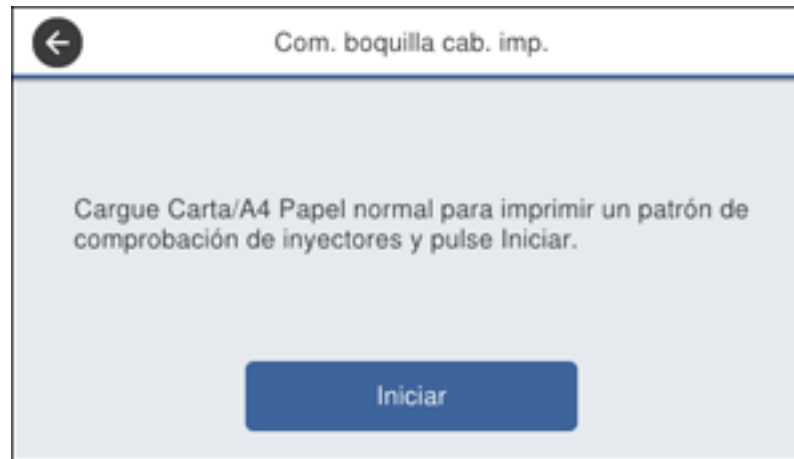 Com. boquilla cab. imp.
Cargue Carta/A4 Papel normal para imprimir un patrón de
comprobación de inyectores y pulse Iniciar.
Iniciar